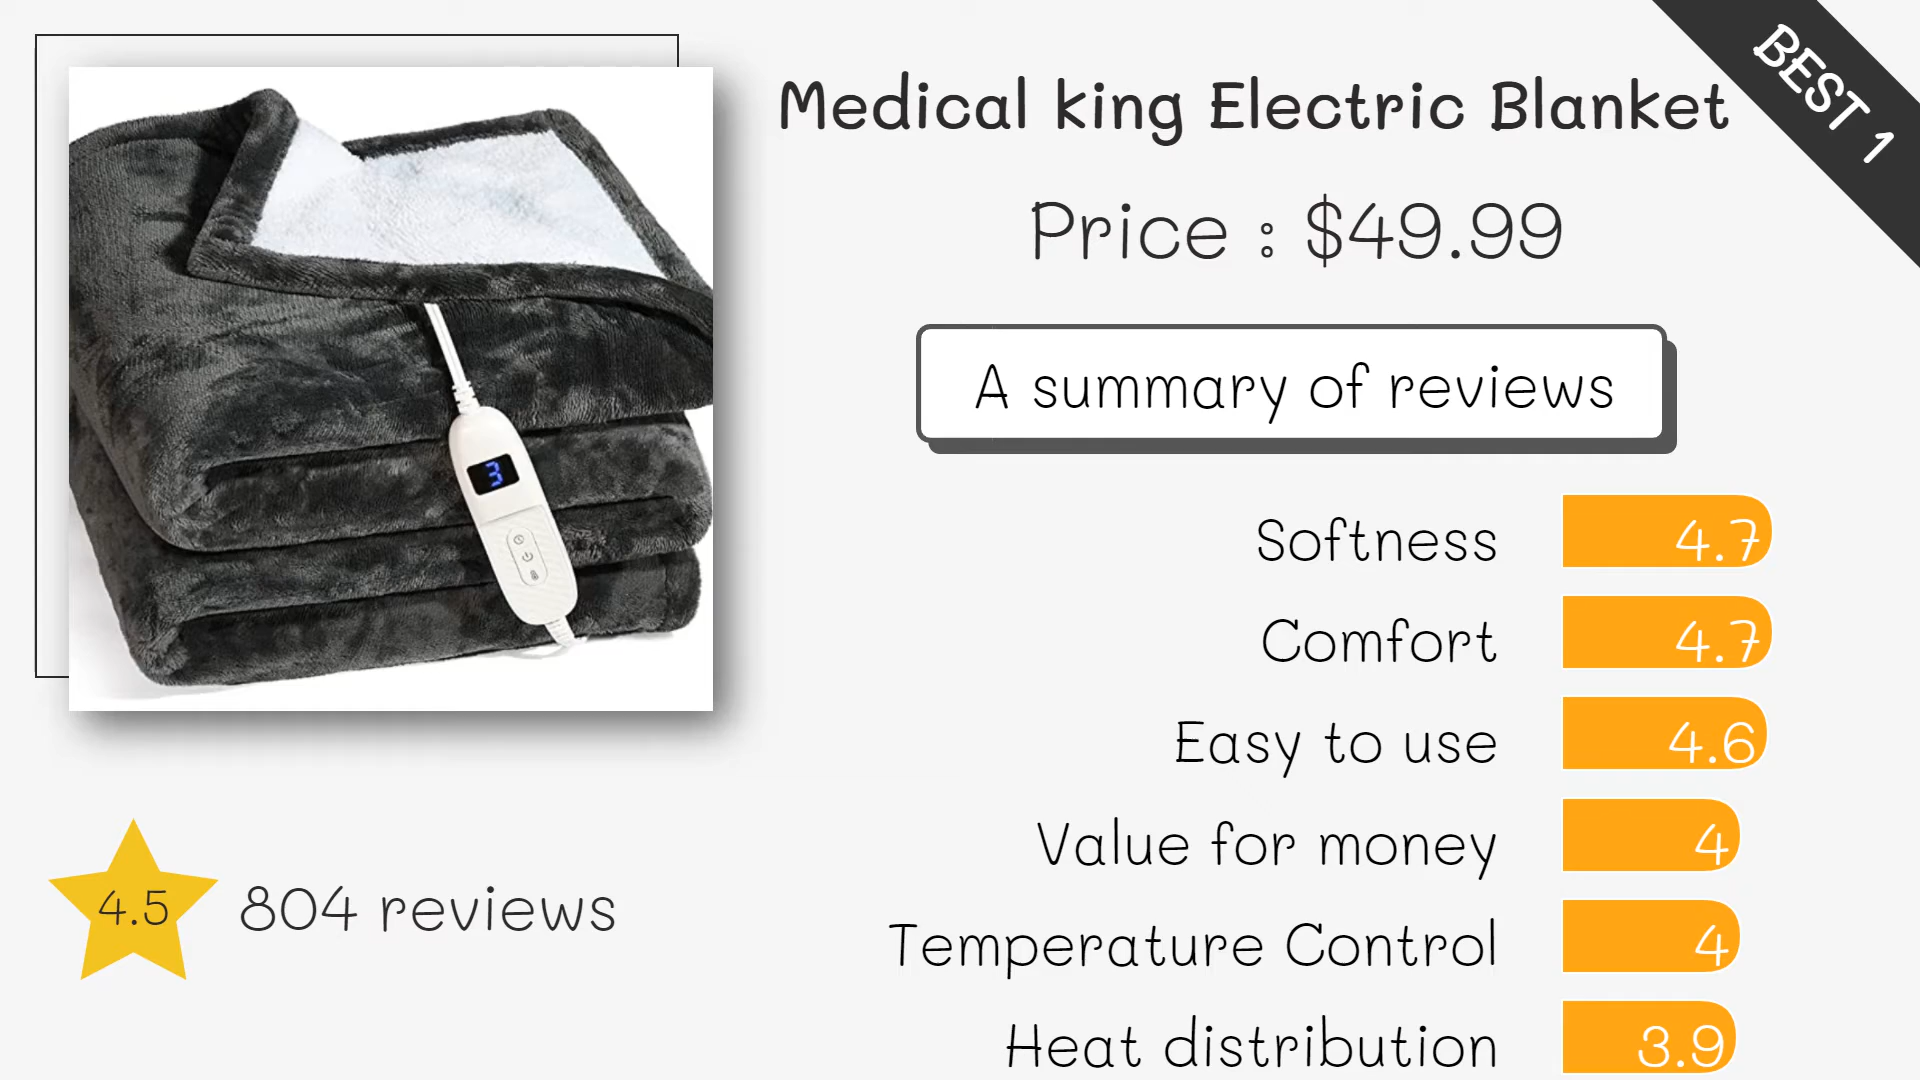 BEST 1
Medical king Electric Blanket
Price : $49.99
A summary of reviews
3
Softness 4.7
Comfort 4.7
Easy to use 4.6
Value for money 4
Temperature Control 4
Heat distribution 3.9
4.5 804 reviews